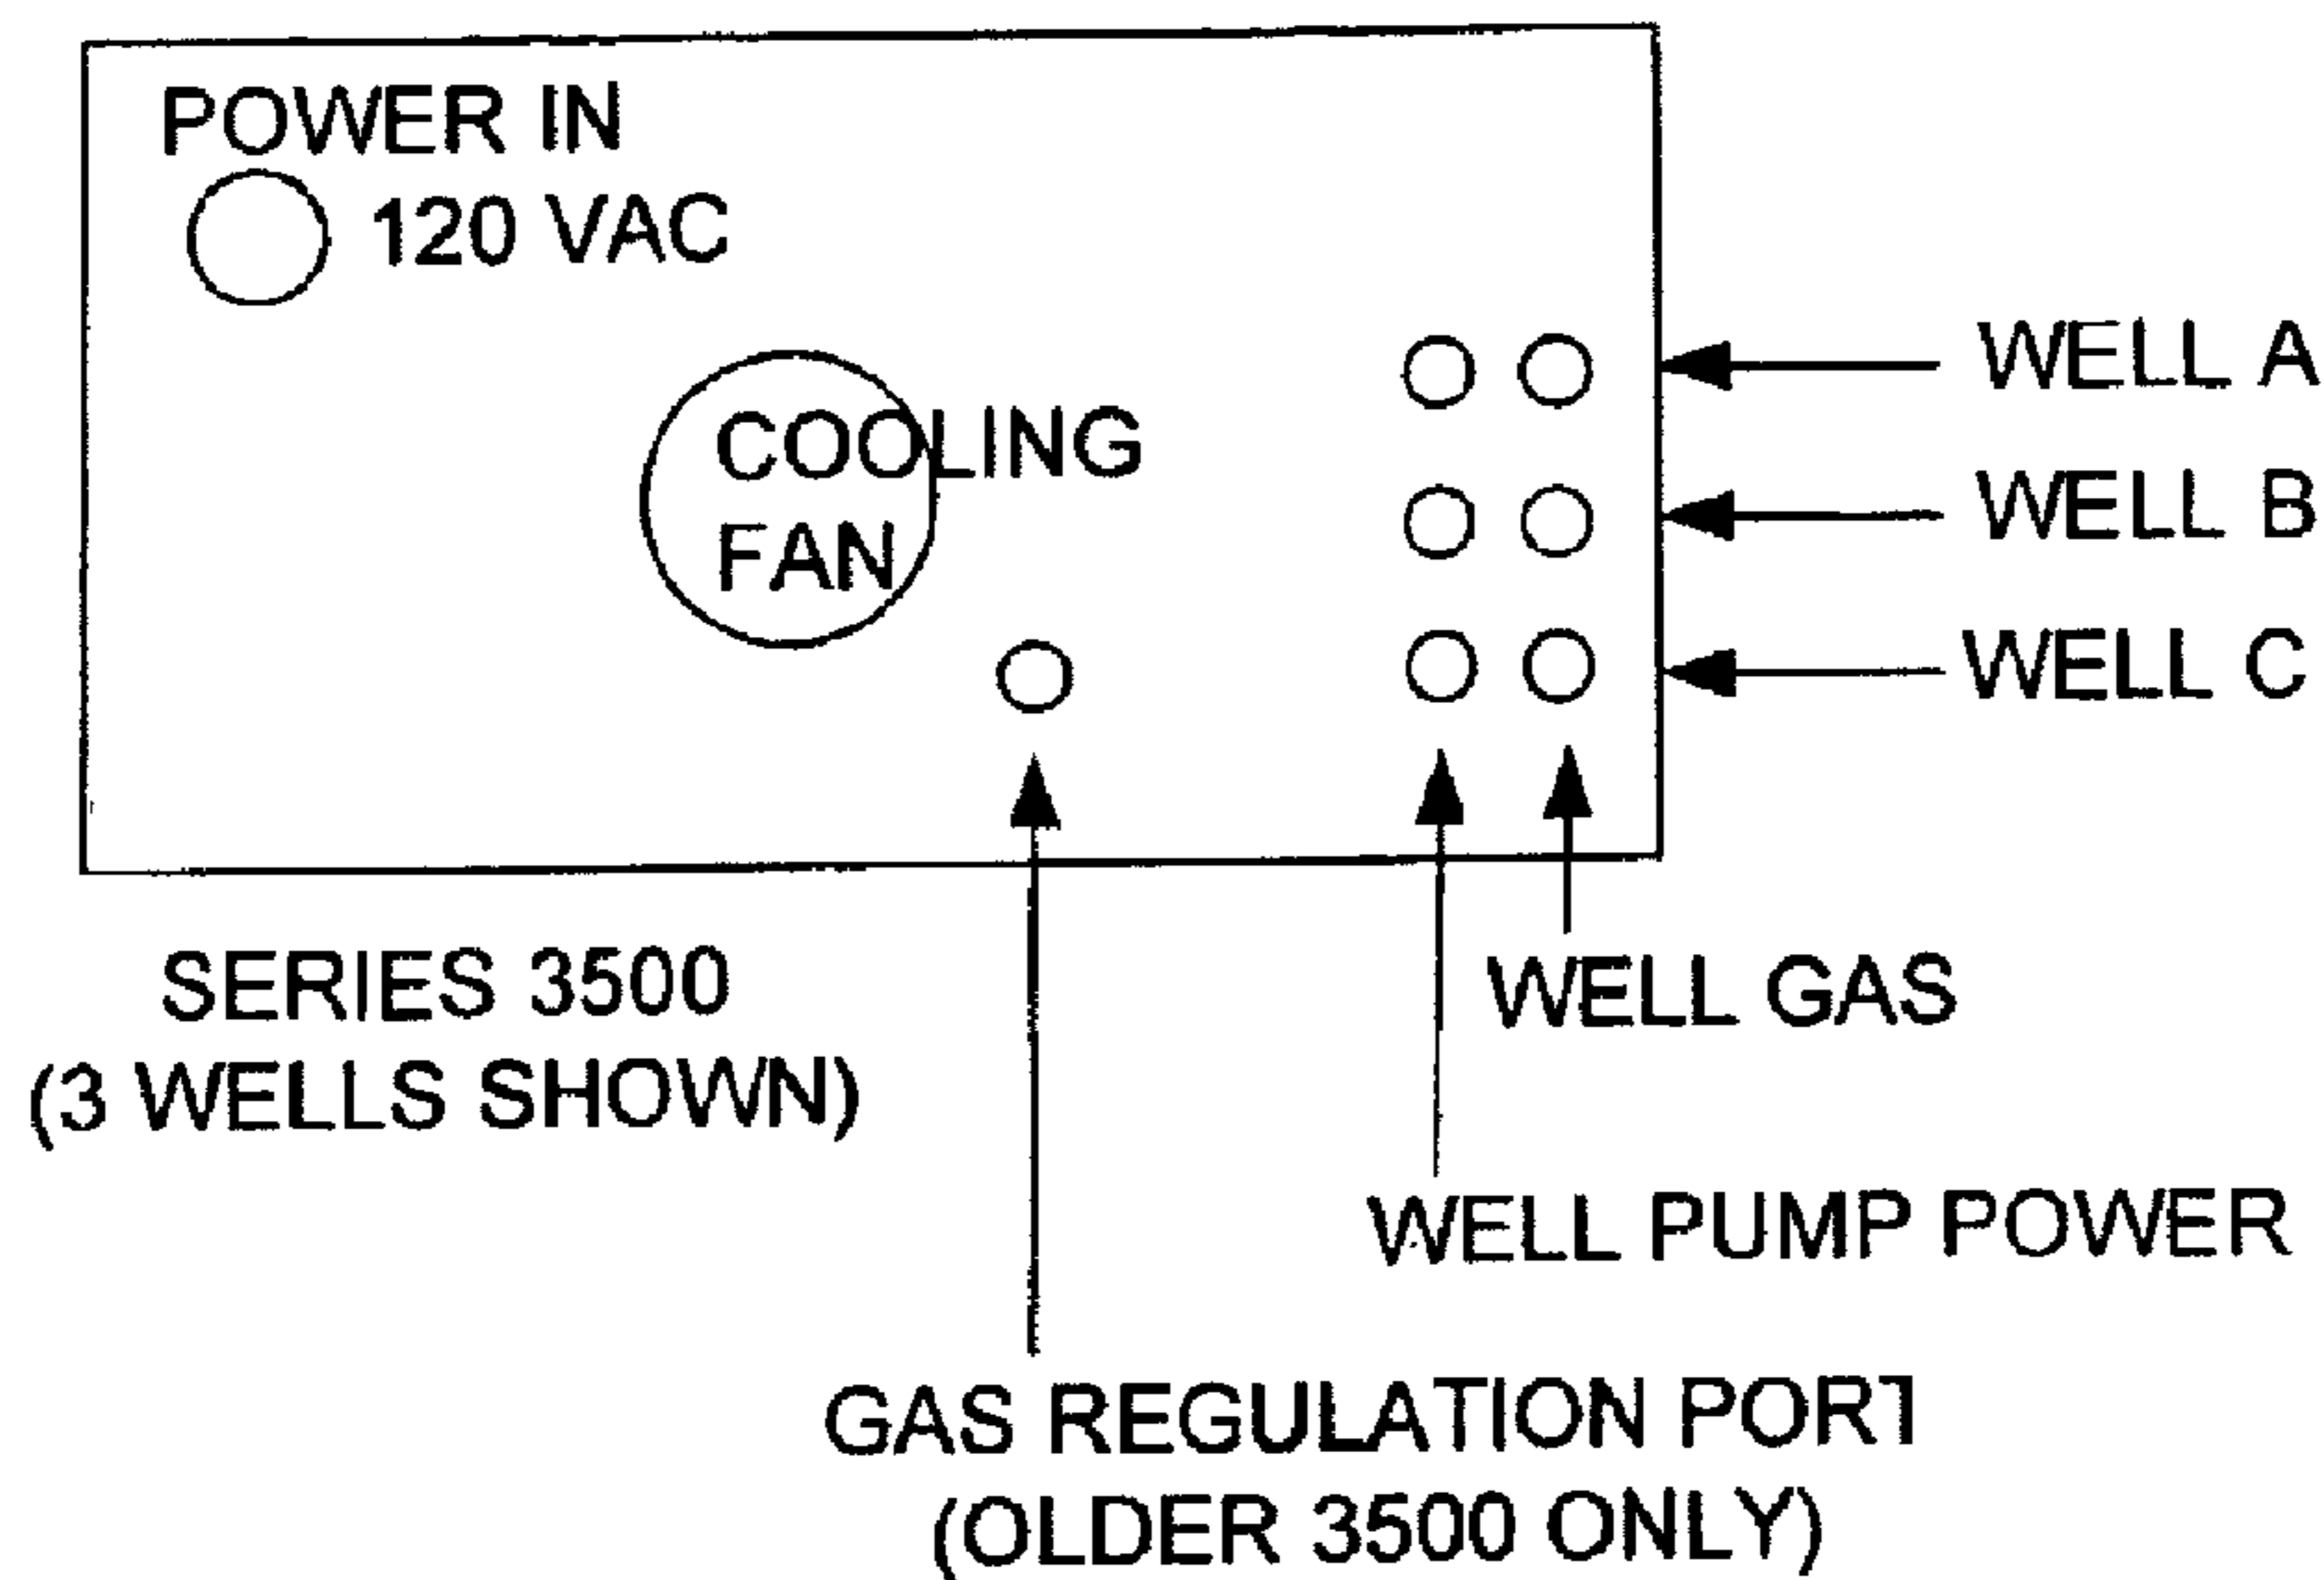 POWER IN
120 VAC
COOLING
FAN
WELL A
WELL B
WELL C
SERIES 3500
(3 WELLS SHOWN)
WELL GAS
WELL PUMP POWER
GAS REGULATION PORT
(OLDER 3500 ONLY)